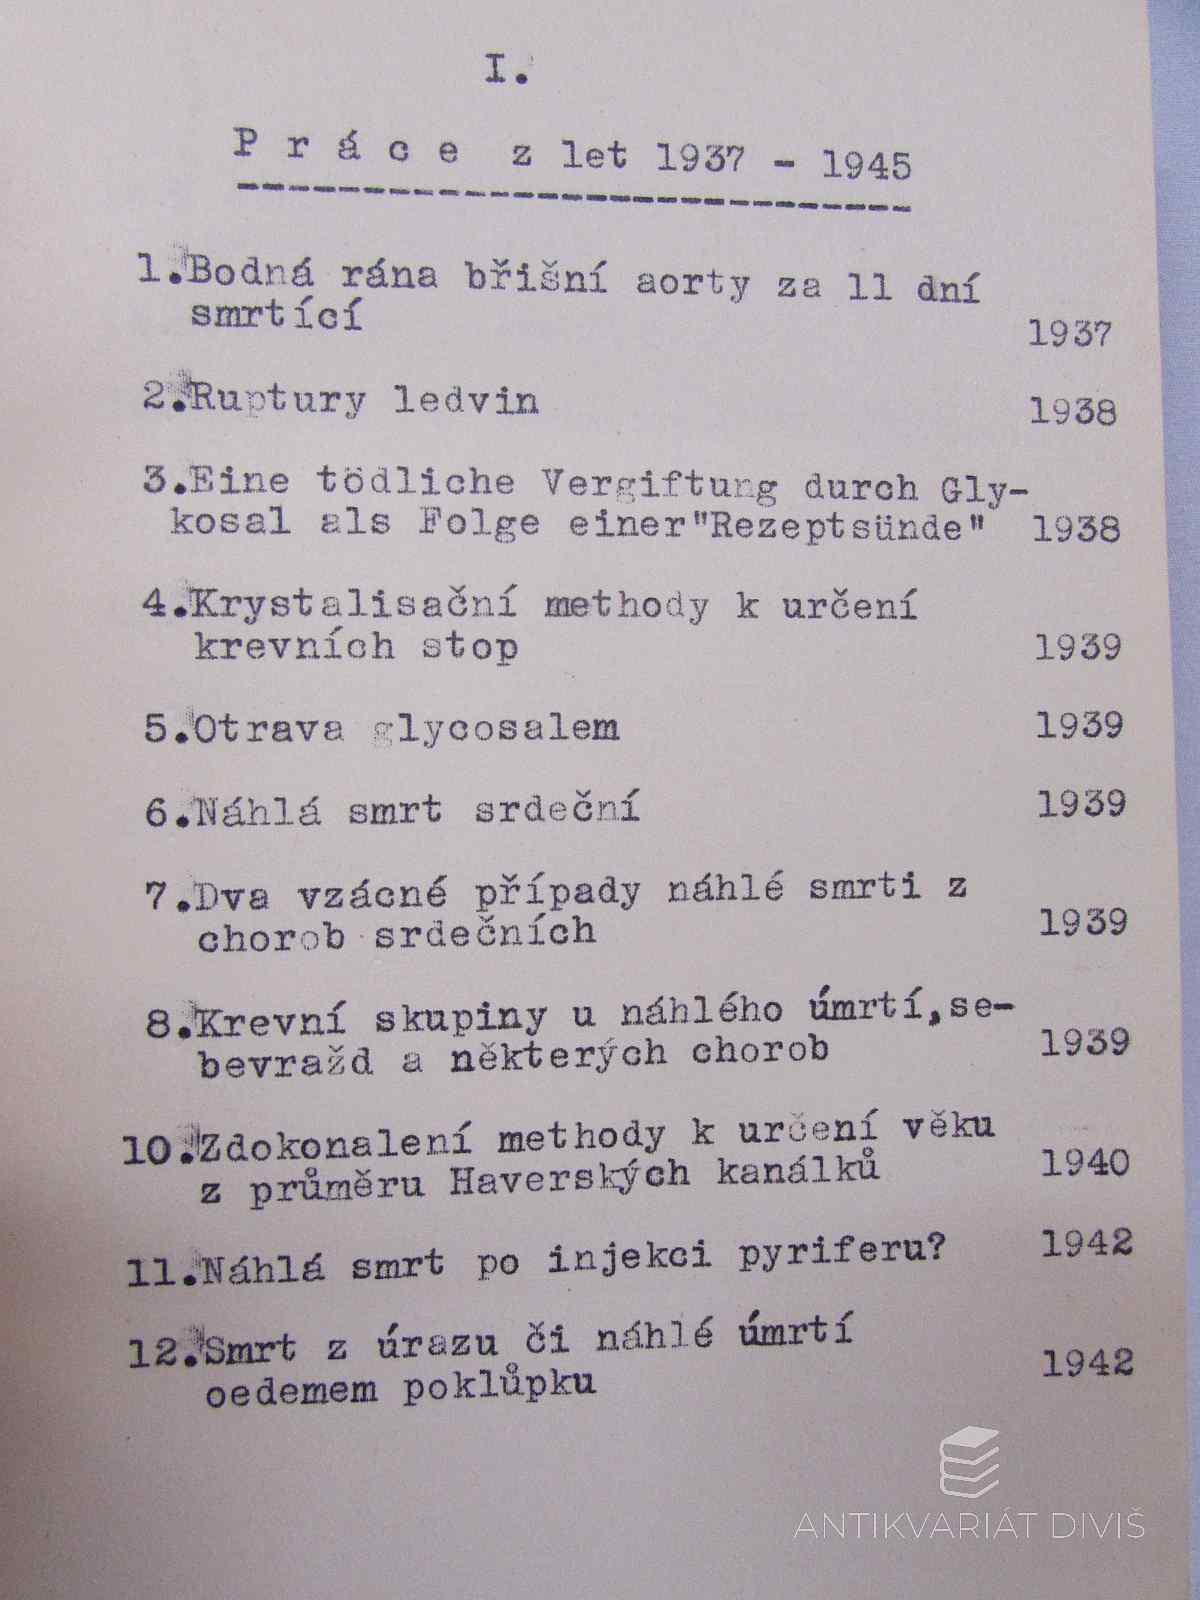 I.
P r á c e  z let 1937 - 1945
1.Bodná rána břišní aorty za 11 dní
smrtící 1937
2.Ruptury ledvin 1938
3.Eine tödliche Vergiftung durch Gly-
kosal als Folge einer"Rezeptsünde" 1938
4.Krystalisační methody k určení
krevních stop 1939
5.Otrava glycosalem 1939
6.Náhlá smrt srdeční 1939
7.Dva vzácné případy náhlé smrti z
chorob srdečních 1939
8.Krevní skupiny u náhlého úmrtí,se-
bevražd a některých chorob 1939
10.Zdokonalení methody k určení věku
z průměru Haverských kanálků 1940
11.Náhlá smrt po injekci pyriferu? 1942
12.Smrt z úrazu či náhlé úmrtí
oedemem poklůpku 1942
ANTIKVARIÁT DIVIŠ